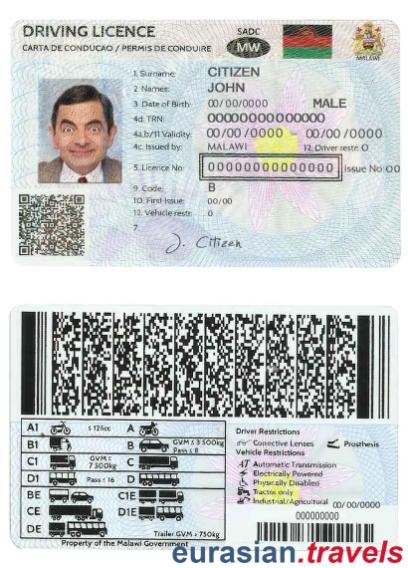 DRIVING LICENCE
SADC
CARTA DE CONDUCAO / PERMIS DE CONDUIRE
MW
MALAWI
1. Surname: CITIZEN
2. Names: JOHN
3. Date of Birth: 00/00/0000 MALE
4d. TRN: 00000000000000
4a.b/11 Validity: 00/00/0000 – 00/00/0000
4c. Issued by: MALAWI 12. Driver restr: 0
5. Licence No: 00000000000000 Issue No: 00
9. Code: B
10. First Issue: 00/00
12. Vehicle restr: 0
7. J. Citizen
A1 ≤ 125cc A
B1 B GVM ≤ 3 500kg Pass ≤ 8
C1 GVM ≤ 7 500kg C
D1 Pass ≤ 16 D
BE C1E
CE D1E
DE Trailer GVM > 750kg
Property of the Malawi Government
Driver Restrictions
Corrective Lenses Prosthesis
Vehicle Restrictions
AT Automatic Transmission
Electrically Powered
Physically Disabled
Tractor only
Industrial/Agricultural 00/00/0000
000000000
eurasian.travels